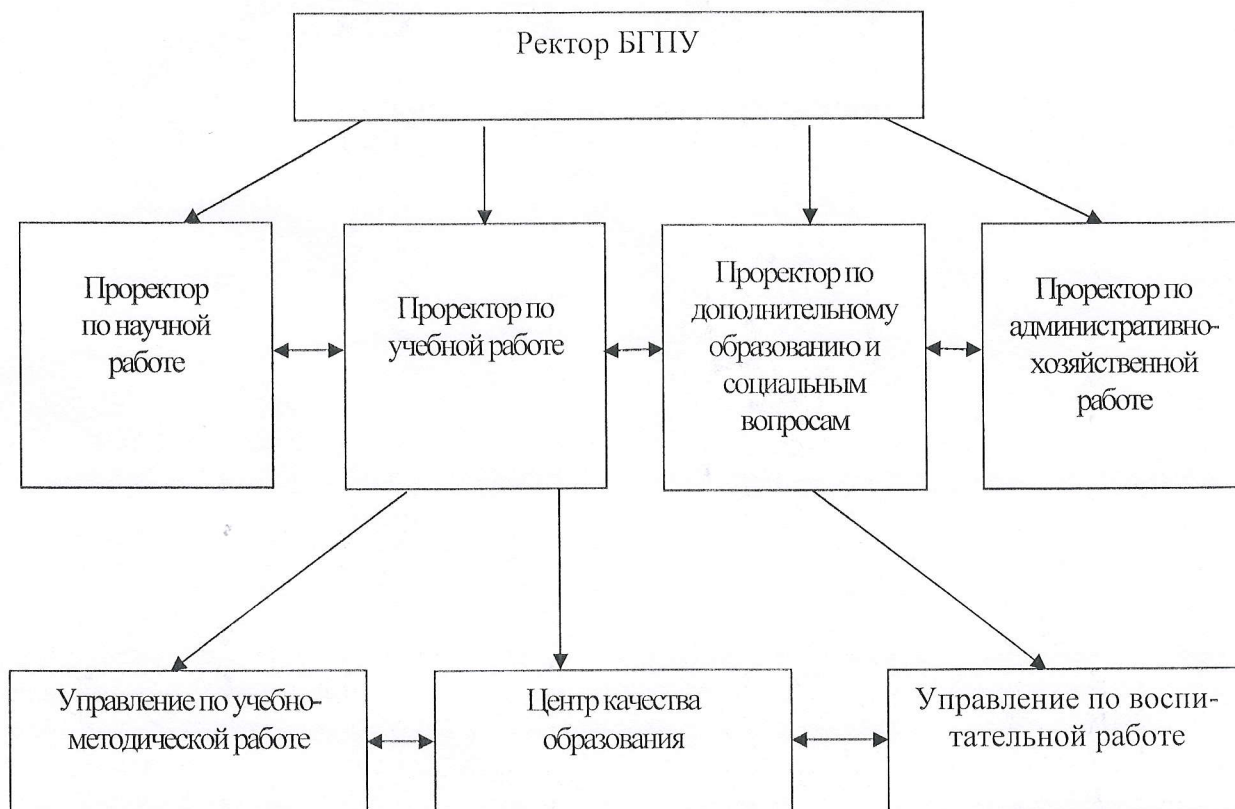 Ректор БГПУ
Проректор
по научной
работе
Проректор по
учебной работе
Проректор по
дополнительному
образованию и
социальным
вопросам
Проректор по
административно-
хозяйственной
работе
Управление по учебно-
методической работе
Центр качества
образования
Управление по воспи-
тательной работе